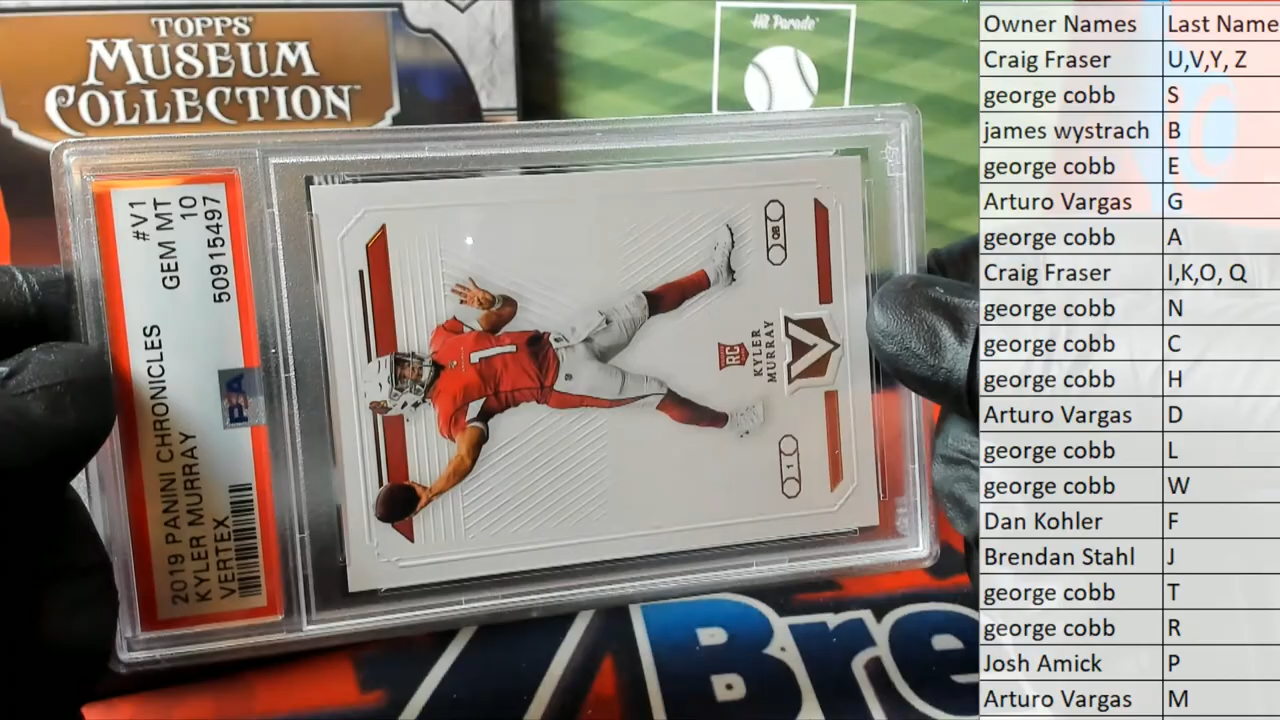 TOPPS
MUSEUM
COLLECTION
Hit Parade
2019 PANINI CHRONICLES
KYLER MURRAY
VERTEX
#V1
GEM MT
10
50915497
PSA
1
QB
RC
KYLER
MURRAY
V
1
Bre
Owner Names Last Name
Craig Fraser U,V,Y, Z
george cobb S
james wystrach B
george cobb E
Arturo Vargas G
george cobb A
Craig Fraser I,K,O, Q
george cobb N
george cobb C
george cobb H
Arturo Vargas D
george cobb L
george cobb W
Dan Kohler F
Brendan Stahl J
george cobb T
george cobb R
Josh Amick P
Arturo Vargas M